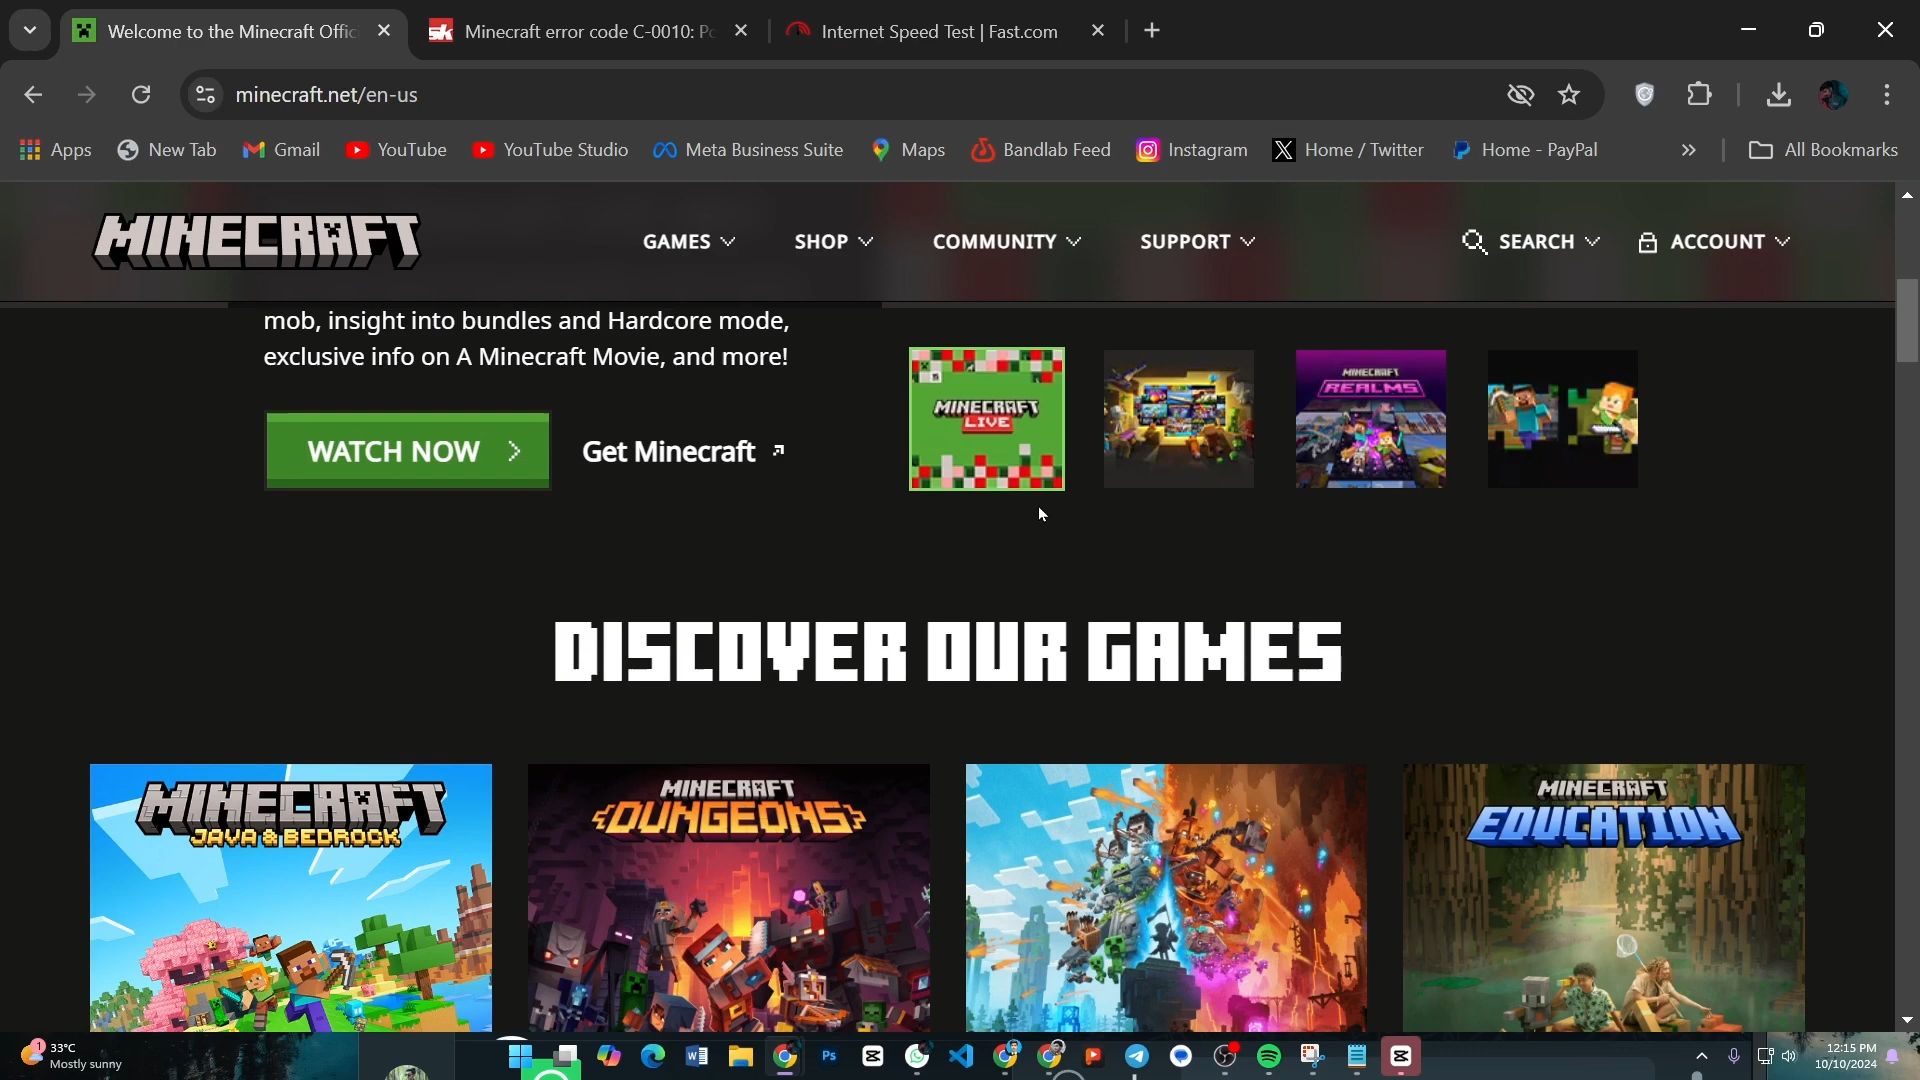 Welcome to the Minecraft Offic
Minecraft error code C-0010: Po
Internet Speed Test | Fast.com
minecraft.net/en-us
Apps
New Tab
Gmail
YouTube
YouTube Studio
Meta Business Suite
Maps
Bandlab Feed
Instagram
Home / Twitter
Home - PayPal
All Bookmarks
MINECRAFT
GAMES
SHOP
COMMUNITY
SUPPORT
SEARCH
ACCOUNT
mob, insight into bundles and Hardcore mode,
exclusive info on A Minecraft Movie, and more!
WATCH NOW
Get Minecraft
MINECRAFT
LIVE
MINECRAFT
REALMS
DISCOVER OUR GAMES
MINECRAFT
JAVA & BEDROCK
MINECRAFT
DUNGEONS
MINECRAFT
EDUCATION
1
33°C
Mostly sunny
12:15 PM
10/10/2024